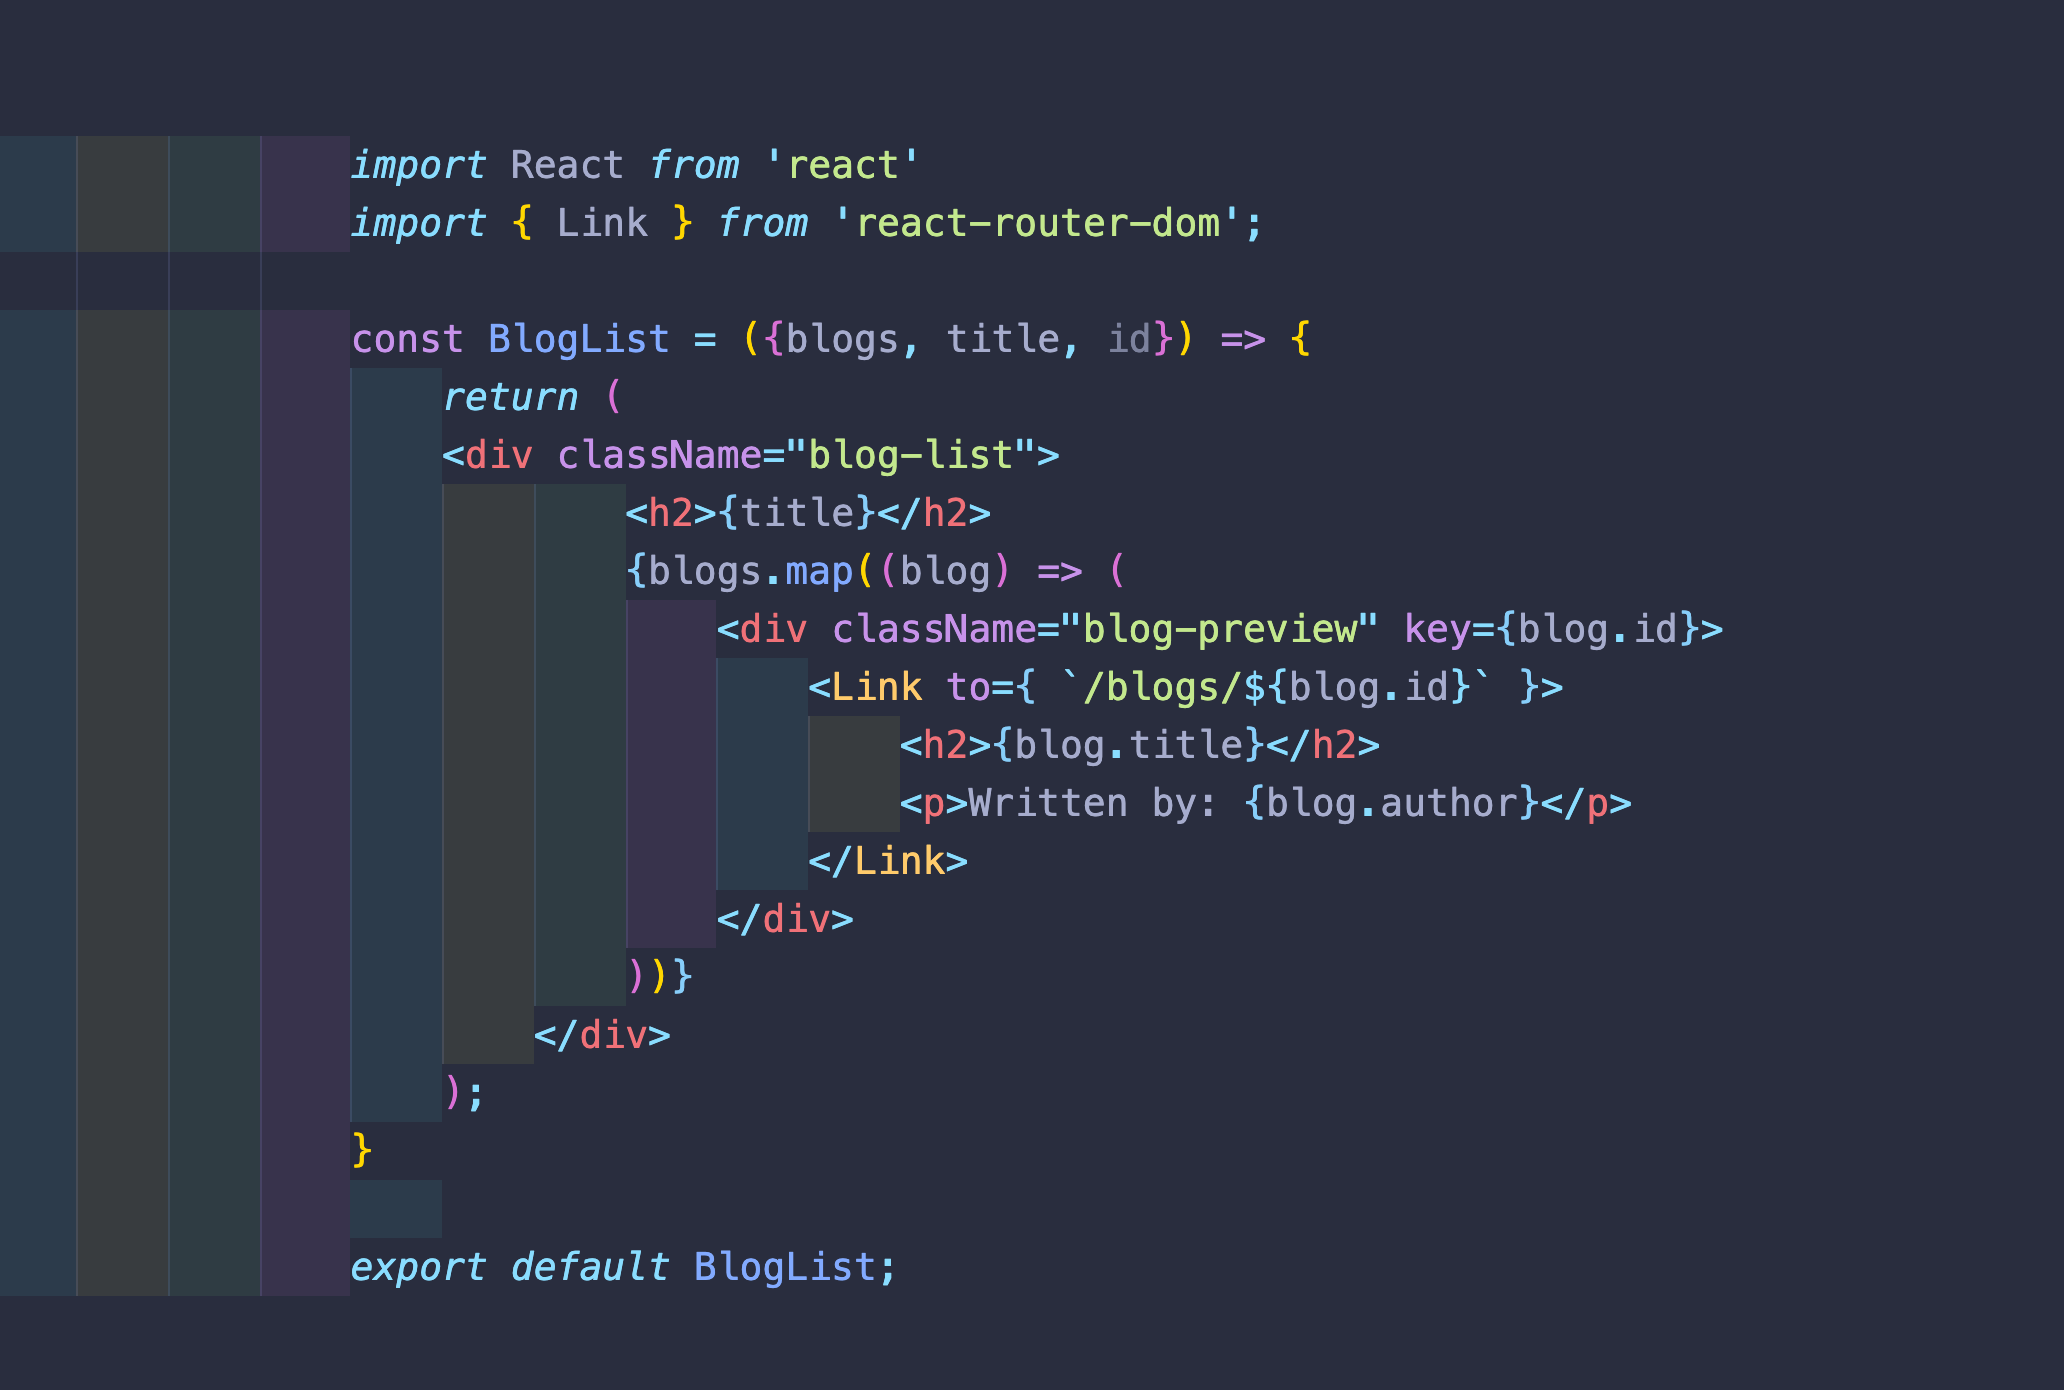 import React from 'react'
import { Link } from 'react-router-dom';

const BlogList = ({blogs, title, id}) => {
    return (
    <div className="blog-list">
            <h2>{title}</h2>
            {blogs.map((blog) => (
                <div className="blog-preview" key={blog.id}>
                    <Link to={ `/blogs/${blog.id}` }>
                        <h2>{blog.title}</h2>
                        <p>Written by: {blog.author}</p>
                    </Link>
                </div>
            ))}
        </div>
    );
}

export default BlogList;